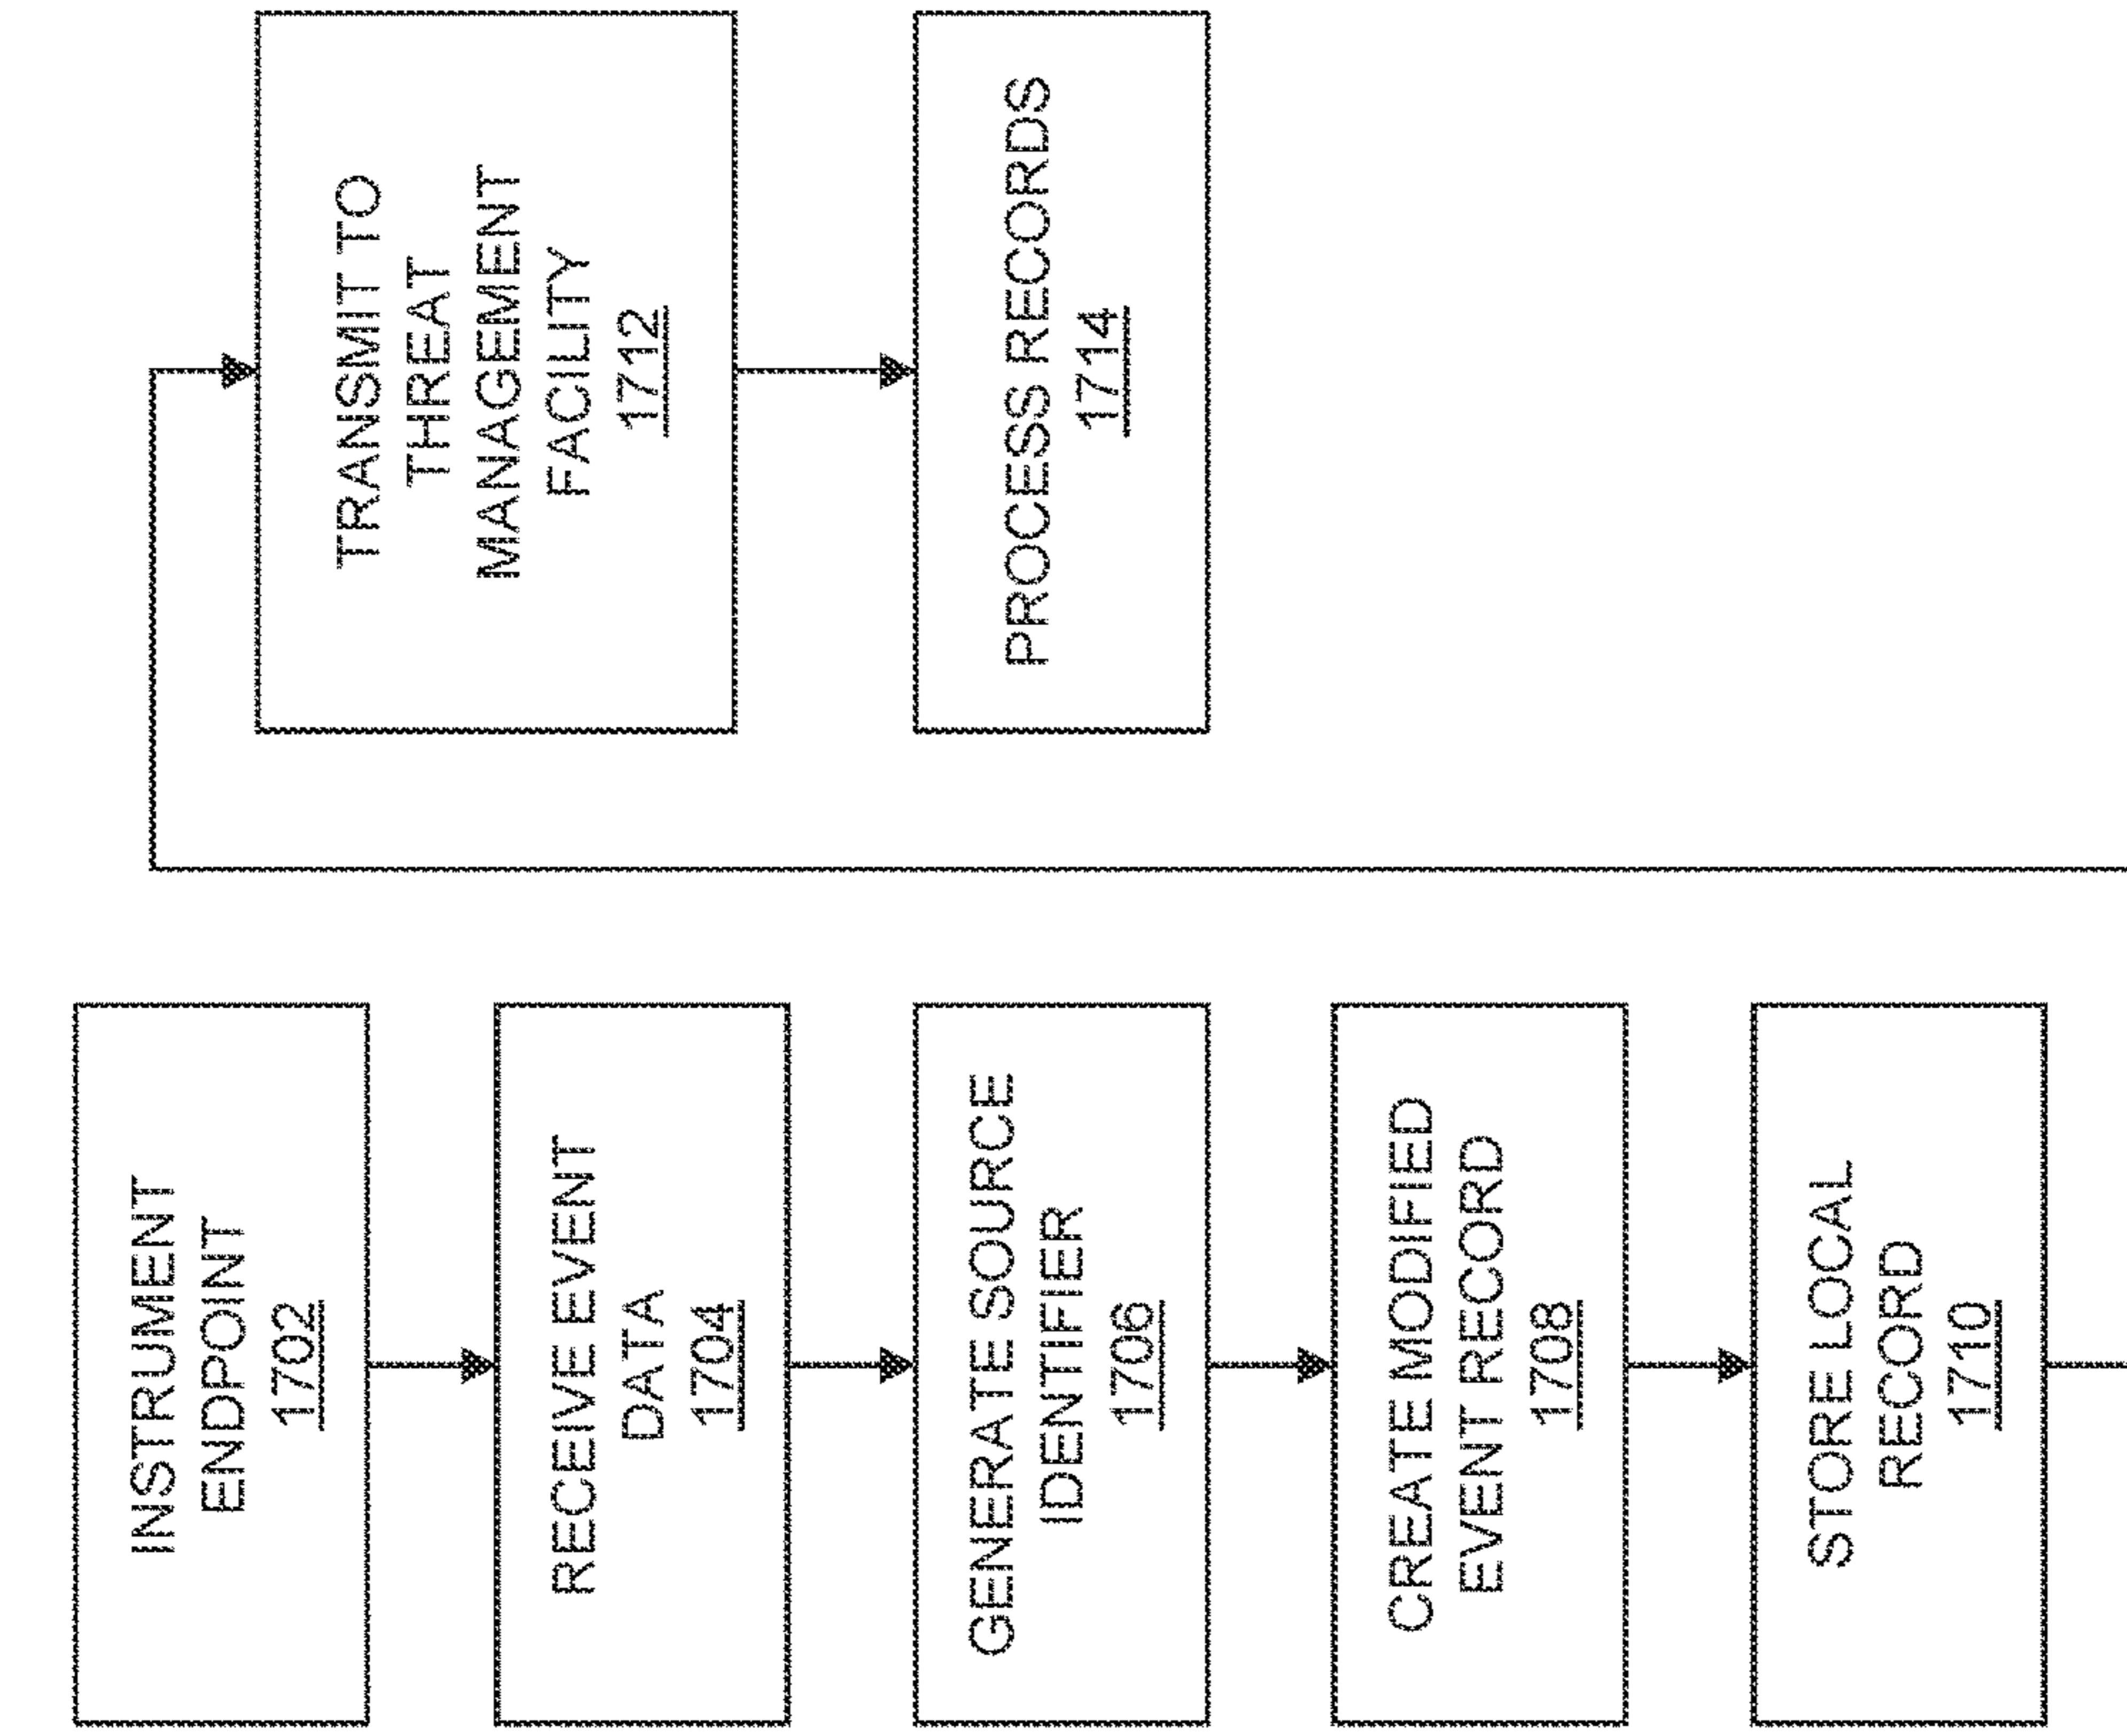 INSTRUMENT
ENDPOINT
1702
RECEIVE EVENT
DATA
1704
GENERATE SOURCE
IDENTIFIER
1706
CREATE MODIFIED
EVENT RECORD
1708
STORE LOCAL
RECORD
1710
TRANSMIT TO
THREAT
MANAGEMENT
FACILITY
1712
PROCESS RECORDS
1714